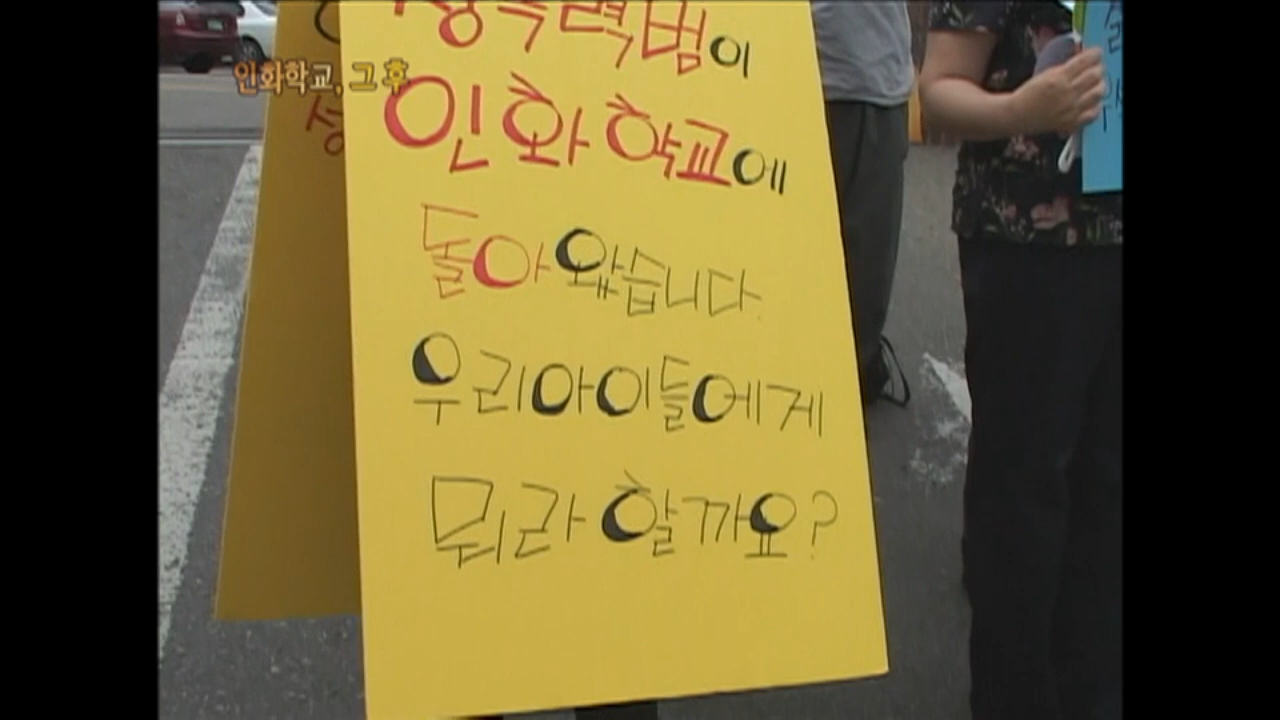 인화학교, 그 후
성폭력범이
인화학교에
돌아왔습니다
우리아이들에게
뭐라 할까요?
성